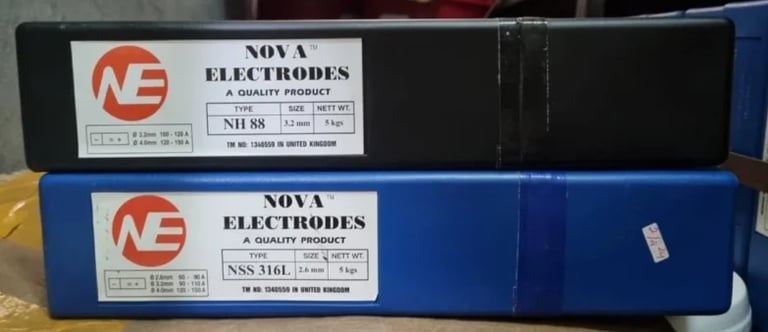 NE
NOVA™
ELECTRODES
A QUALITY PRODUCT
TYPE SIZE NETT WT.
NH 88 3.2 mm 5 kgs
Ø 3.2mm 100 - 120 A
Ø 4.0mm 120 - 150 A
TM NO: 1340559 IN UNITED KINGDOM
NE
NOVA™
ELECTRODES
A QUALITY PRODUCT
TYPE SIZE NETT WT.
NSS 316L 2.6 mm 5 kgs
Ø 2.6mm 60 - 90 A
Ø 3.2mm 90 - 110 A
Ø 4.0mm 120 - 150 A
TM NO: 1340559 IN UNITED KINGDOM